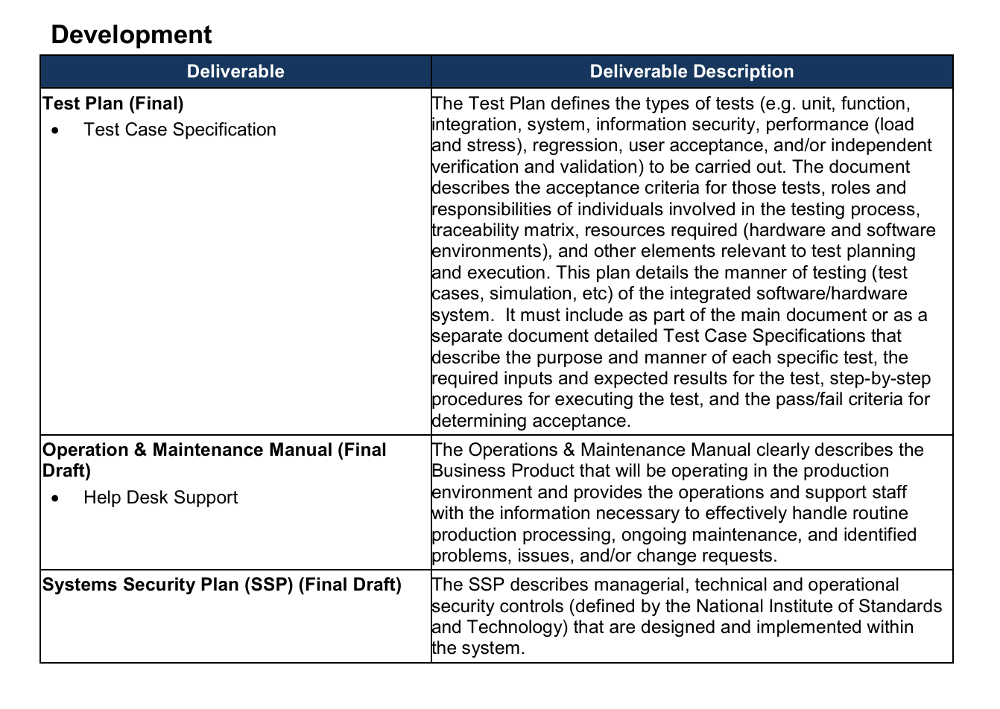 Development
Deliverable
Deliverable Description
Test Plan (Final)
• Test Case Specification
The Test Plan defines the types of tests (e.g. unit, function,
integration, system, information security, performance (load
and stress), regression, user acceptance, and/or independent
verification and validation) to be carried out. The document
describes the acceptance criteria for those tests, roles and
responsibilities of individuals involved in the testing process,
traceability matrix, resources required (hardware and software
environments), and other elements relevant to test planning
and execution. This plan details the manner of testing (test
cases, simulation, etc) of the integrated software/hardware
system.  It must include as part of the main document or as a
separate document detailed Test Case Specifications that
describe the purpose and manner of each specific test, the
required inputs and expected results for the test, step-by-step
procedures for executing the test, and the pass/fail criteria for
determining acceptance.
Operation & Maintenance Manual (Final
Draft)
• Help Desk Support
The Operations & Maintenance Manual clearly describes the
Business Product that will be operating in the production
environment and provides the operations and support staff
with the information necessary to effectively handle routine
production processing, ongoing maintenance, and identified
problems, issues, and/or change requests.
Systems Security Plan (SSP) (Final Draft)
The SSP describes managerial, technical and operational
security controls (defined by the National Institute of Standards
and Technology) that are designed and implemented within
the system.